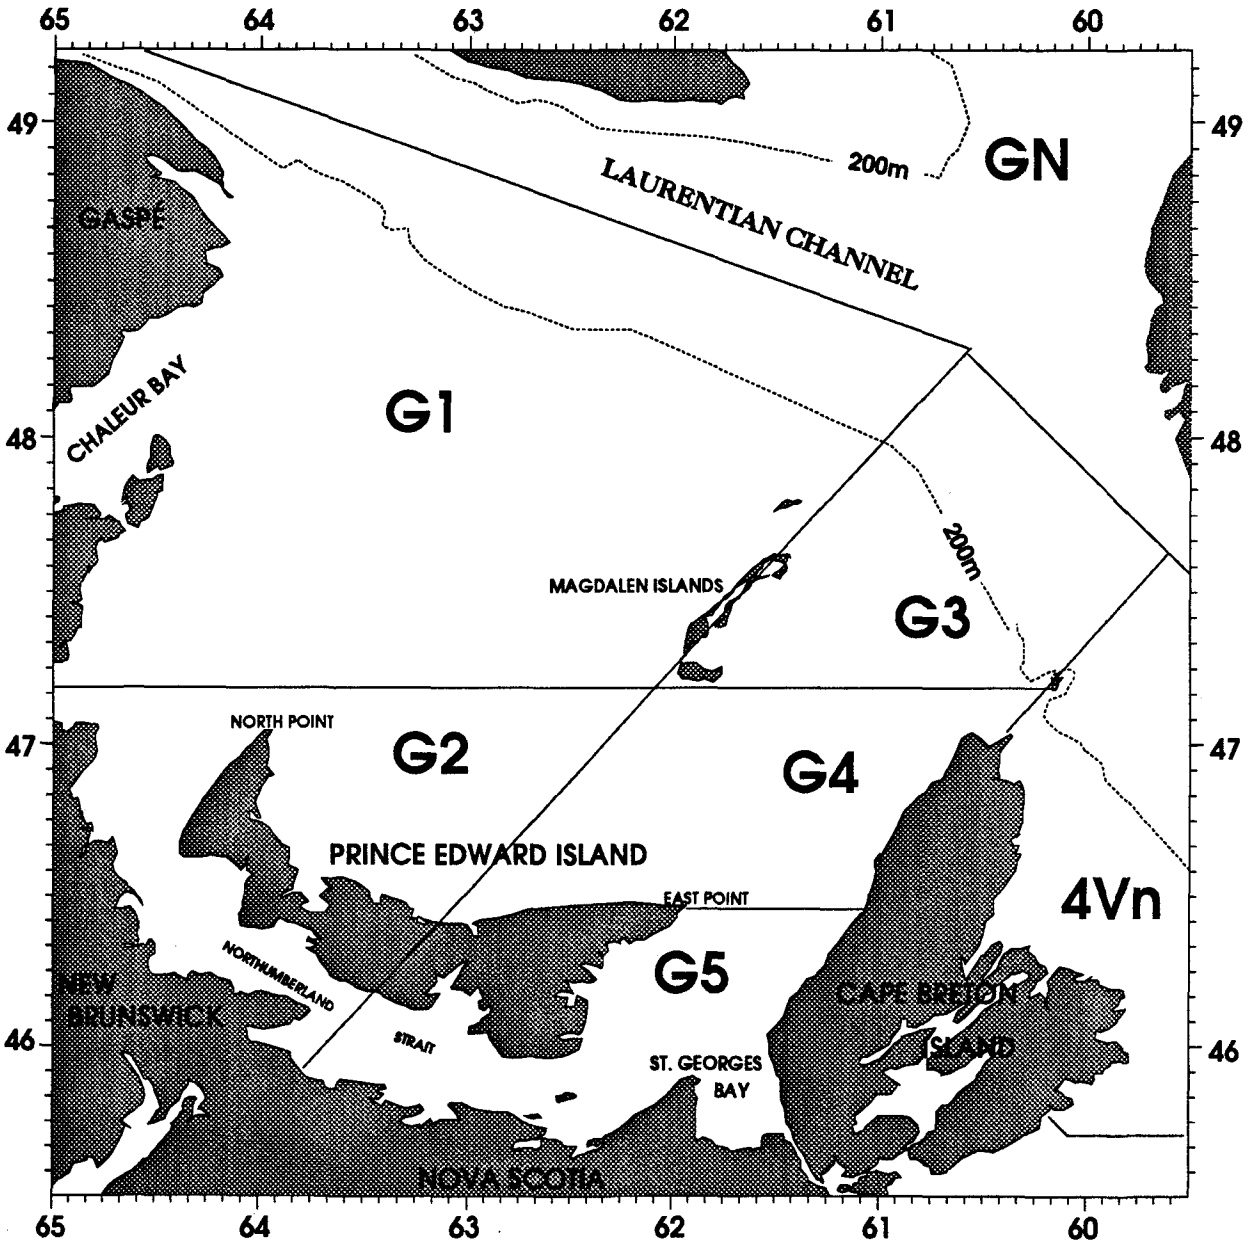 65 64 63 62 61 60
49 49
GN
200m
LAURENTIAN CHANNEL
GASPÉ
CHALEUR BAY
G1
48 48
200m
MAGDALEN ISLANDS
G3
NORTH POINT
47 47
G2
G4
PRINCE EDWARD ISLAND
EAST POINT
4Vn
NORTHUMBERLAND
STRAIT
G5
NEW
BRUNSWICK
CAPE BRETON
ISLAND
46 46
ST. GEORGES
BAY
NOVA SCOTIA
65 64 63 62 61 60